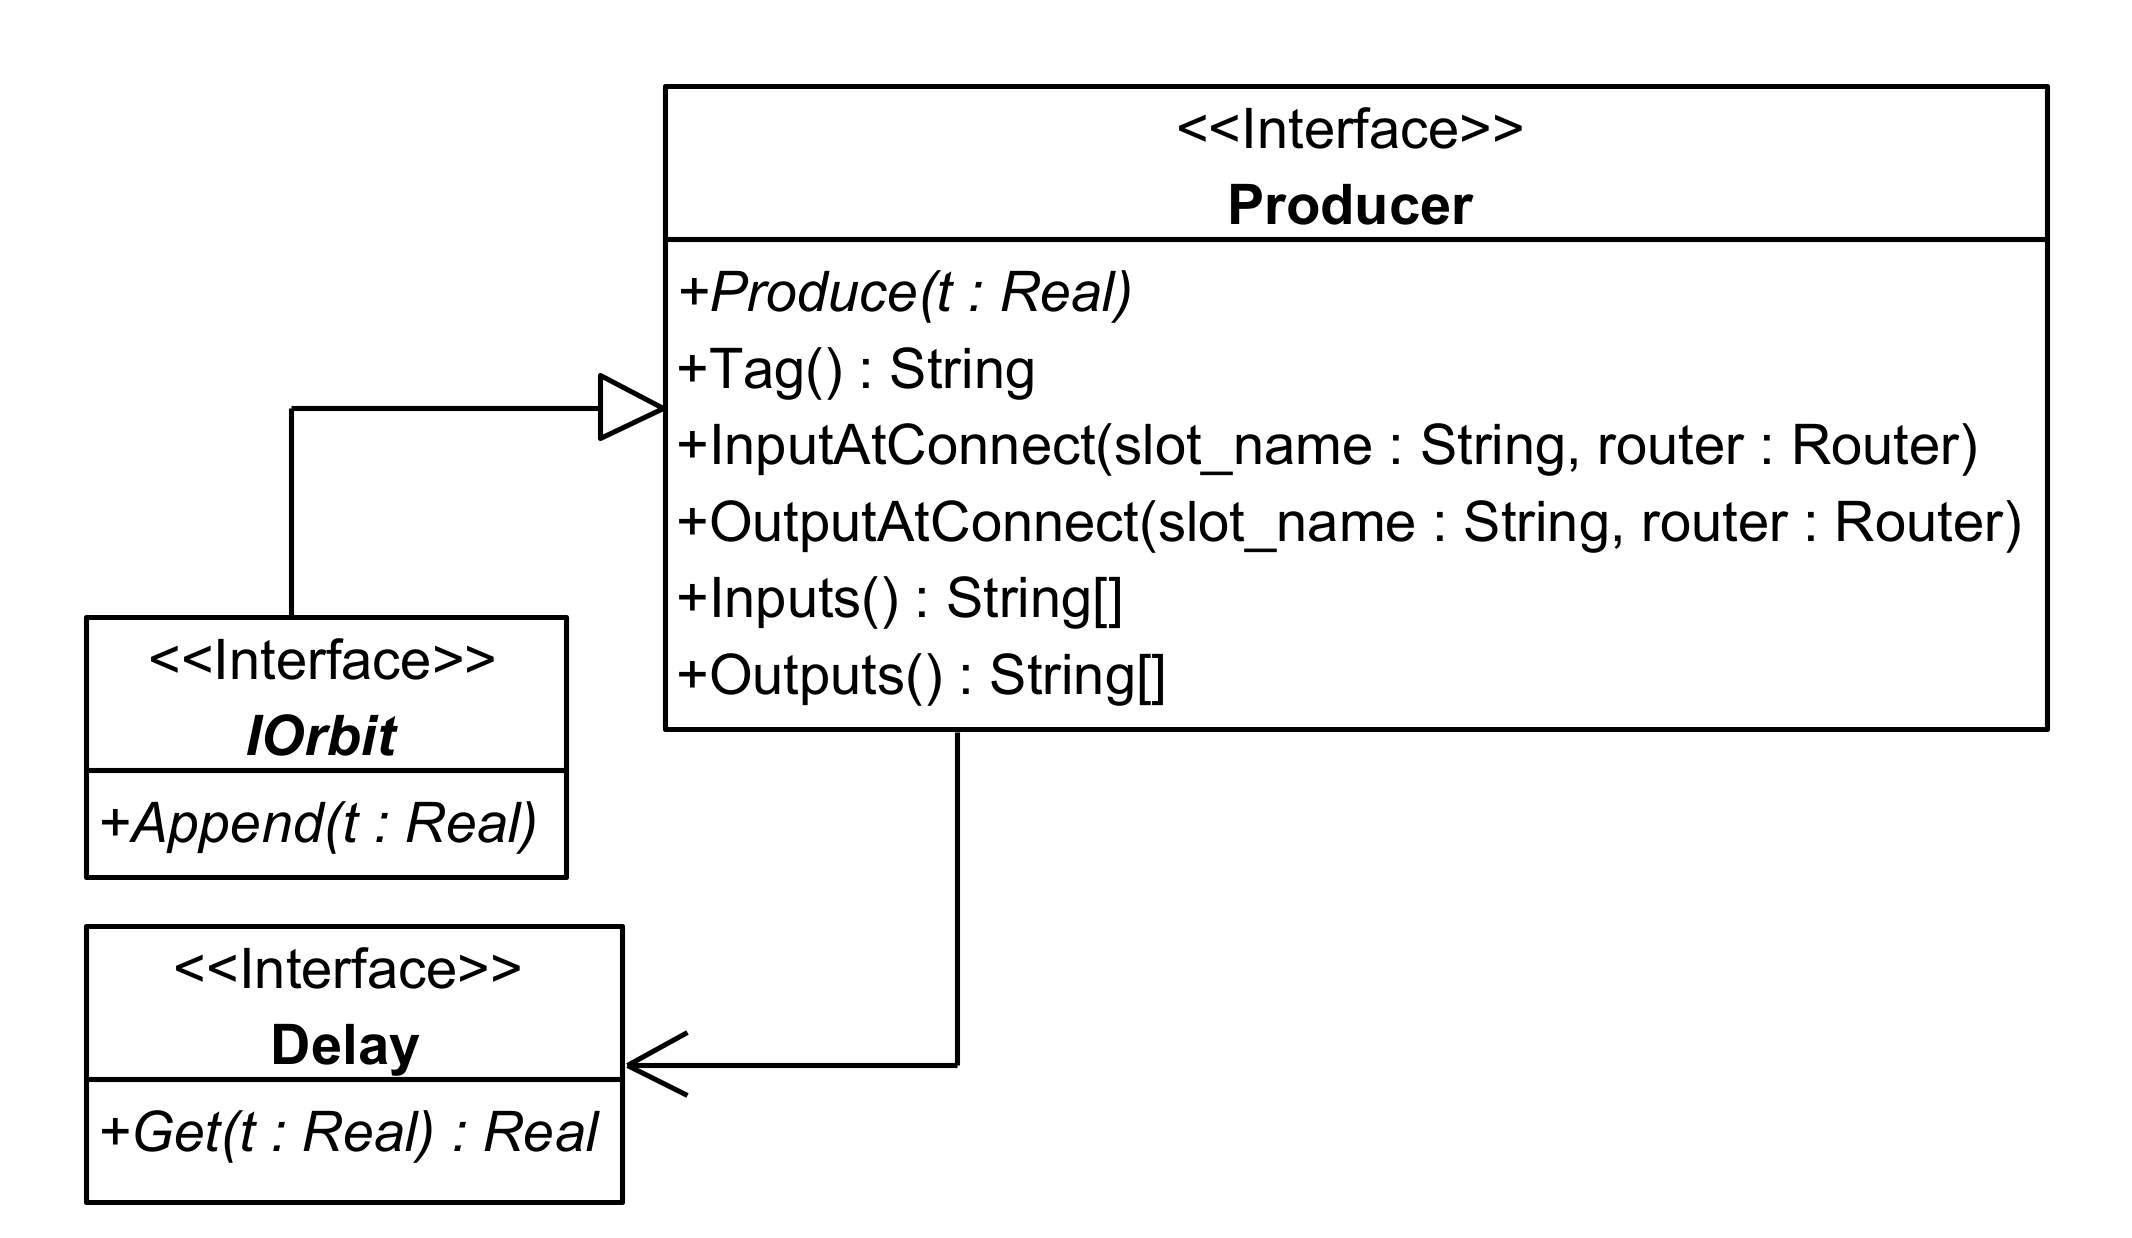 <<Interface>>
Producer
+Produce(t : Real)
+Tag() : String
+InputAtConnect(slot_name : String, router : Router)
+OutputAtConnect(slot_name : String, router : Router)
+Inputs() : String[]
+Outputs() : String[]
<<Interface>>
IOrbit
+Append(t : Real)
<<Interface>>
Delay
+Get(t : Real) : Real